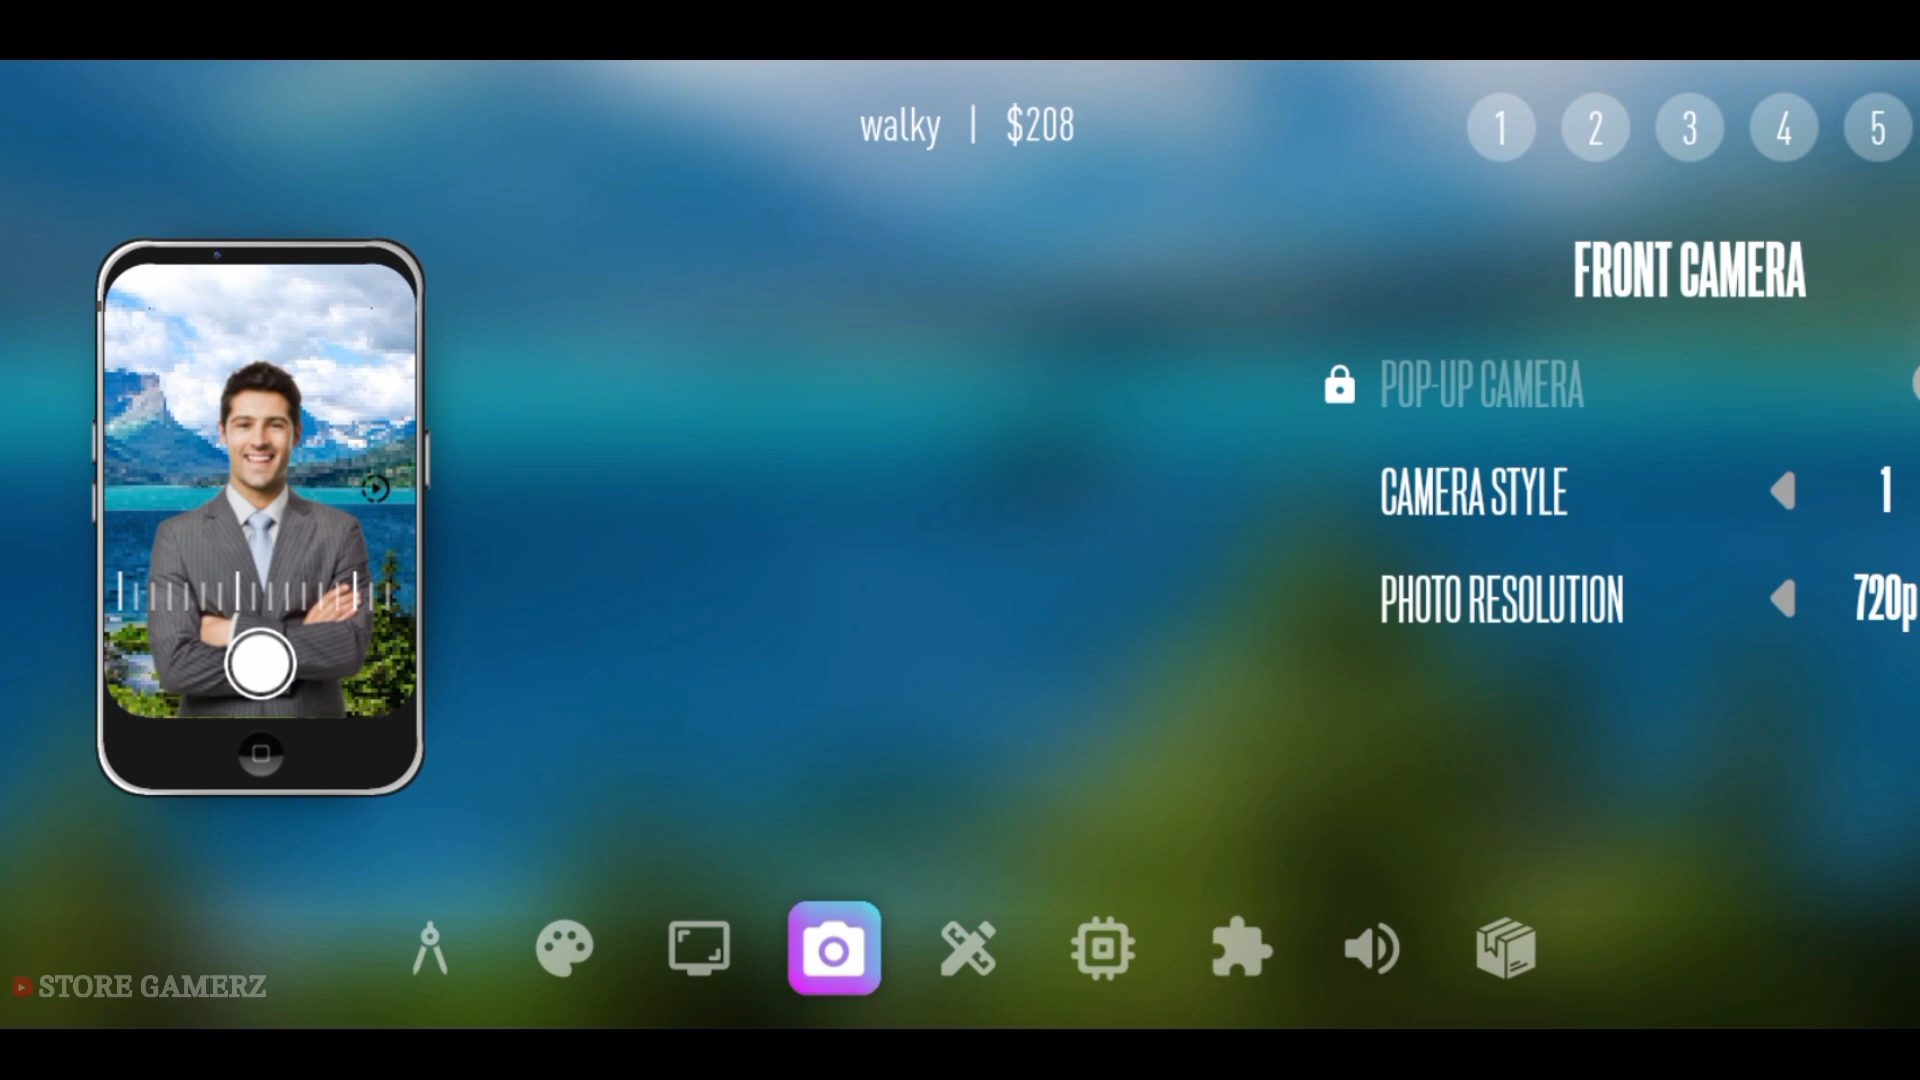 walky | $208
1 2 3 4 5
FRONT CAMERA
POP-UP CAMERA
CAMERA STYLE 1
PHOTO RESOLUTION 720p
STORE GAMERZ